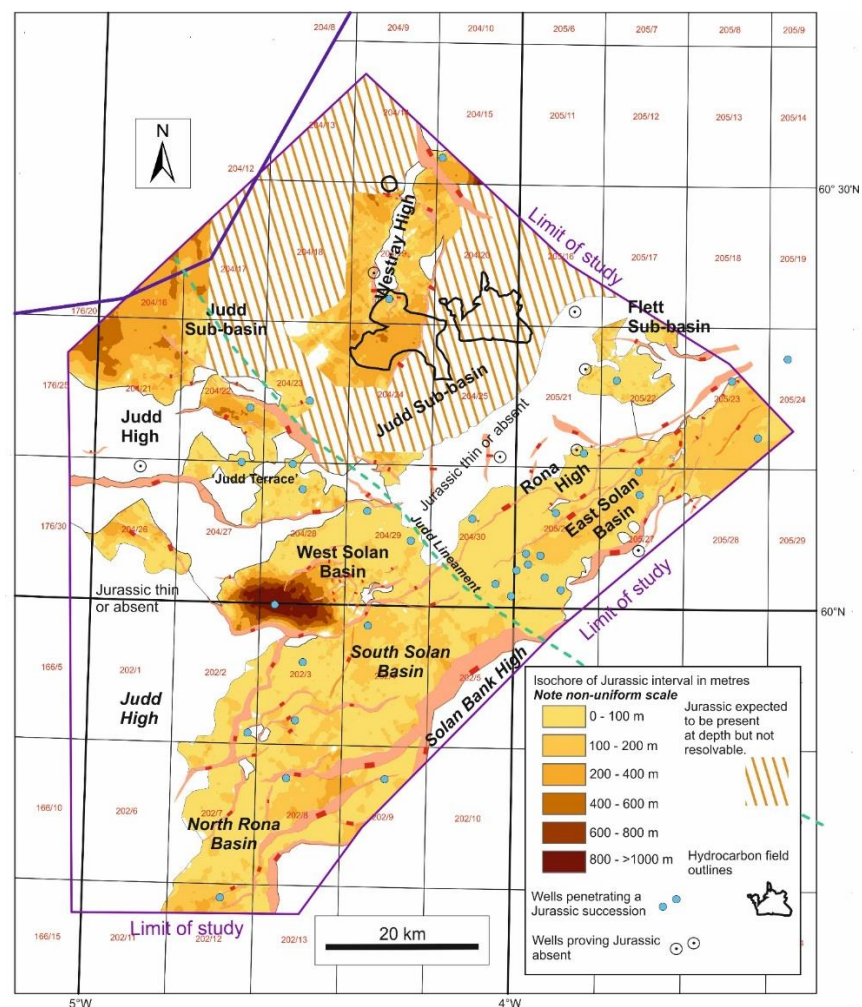 204/8
204/9
204/10
205/6
205/7
205/8
205/9
N
204/13
204/14
204/15
205/11
205/12
205/13
205/14
204/12
60° 30'N
Limit of study
Westray High
204/17
204/18
204/19
204/20
205/16
205/17
205/18
205/19
176/20
204/16
Judd
Sub-basin
Flett
Sub-basin
176/25
204/21
204/22
204/23
204/24
204/25
205/21
205/22
205/23
205/24
Judd Sub-basin
Judd
High
Jurassic thin or absent
Rona
High
'Judd Terrace'
East Solan
Basin
176/30
204/26
204/27
204/28
204/29
204/30
205/27
205/28
205/29
West Solan
Basin
Judd Lineament
Jurassic thin
or absent
60°N
Limit of study
166/5
202/1
202/2
202/3
202/5
South Solan
Basin
Judd
High
Solan Bank High
166/10
202/6
202/7
202/8
202/9
202/10
North Rona
Basin
166/15
202/11
202/12
202/13
Limit of study
20 km
5°W
4°W
Isochore of Jurassic interval in metres
Note non-uniform scale
0 - 100 m
100 - 200 m
200 - 400 m
400 - 600 m
600 - 800 m
800 - >1000 m
Jurassic expected
to be present
at depth but not
resolvable.
Hydrocarbon field
outlines
Wells penetrating a
Jurassic succession
Wells proving Jurassic
absent